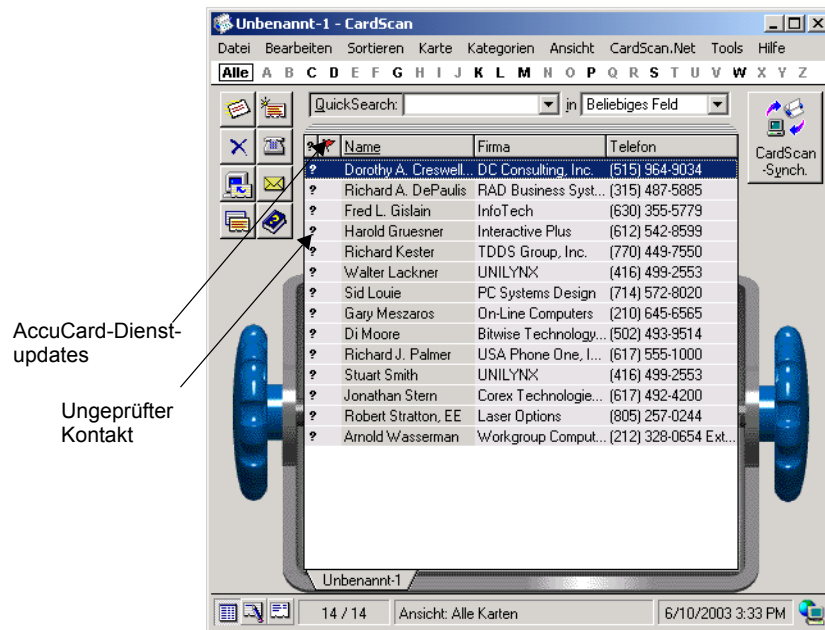 Unbenannt-1 - CardScan
Datei Bearbeiten Sortieren Karte Kategorien Ansicht CardScan.Net Tools Hilfe
Alle A B C D E F G H I J K L M N O P Q R S T U V W X Y Z
QuickSearch: in Beliebiges Feld
CardScan
-Synch.
? Name Firma Telefon
? Dorothy A. Creswell... DC Consulting, Inc. (515) 964-9034
? Richard A. DePaulis RAD Business Syst... (315) 487-5885
? Fred L. Gislain InfoTech (630) 355-5779
? Harold Gruesner Interactive Plus (612) 542-8599
? Richard Kester TDDS Group, Inc. (770) 449-7550
? Walter Lackner UNILYNX (416) 499-2553
? Sid Louie PC Systems Design (714) 572-8020
? Gary Meszaros On-Line Computers (210) 645-6565
? Di Moore Bitwise Technology... (502) 493-9514
? Richard J. Palmer USA Phone One, I... (617) 555-1000
? Stuart Smith UNILYNX (416) 499-2553
? Jonathan Stern Corex Technologie... (617) 492-4200
? Robert Stratton, EE Laser Options (805) 257-0244
? Arnold Wasserman Workgroup Comput... (212) 328-0654 Ext...
AccuCard-Dienst-
updates
Ungeprüfter
Kontakt
Unbenannt-1
14 / 14 Ansicht: Alle Karten 6/10/2003 3:33 PM